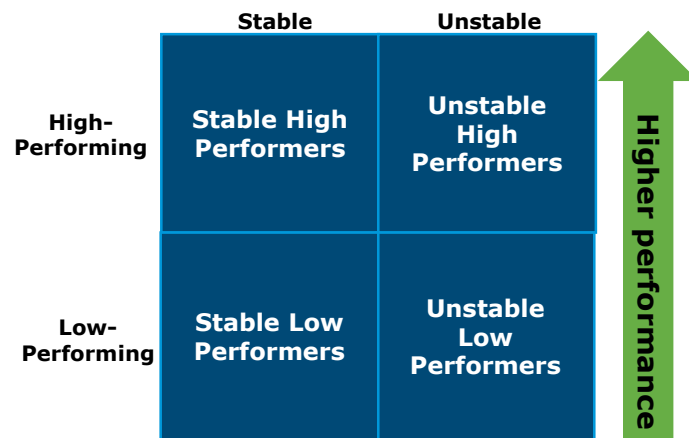 Stable
Unstable
High-
Performing
Stable High
Performers
Unstable
High
Performers
Low-
Performing
Stable Low
Performers
Unstable
Low
Performers
Higher performance